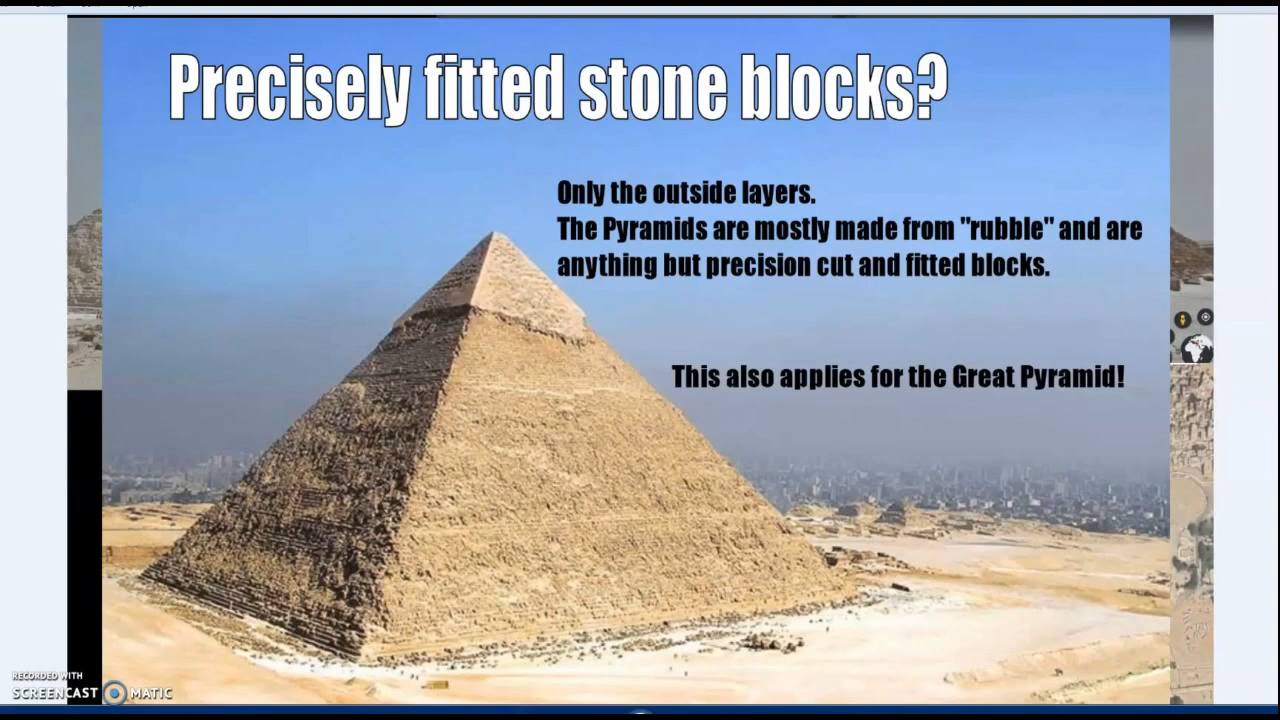 Precisely fitted stone blocks?
Only the outside layers.
The Pyramids are mostly made from "rubble" and are
anything but precision cut and fitted blocks.
This also applies for the Great Pyramid!
RECORDED WITH
SCREENCAST MATIC